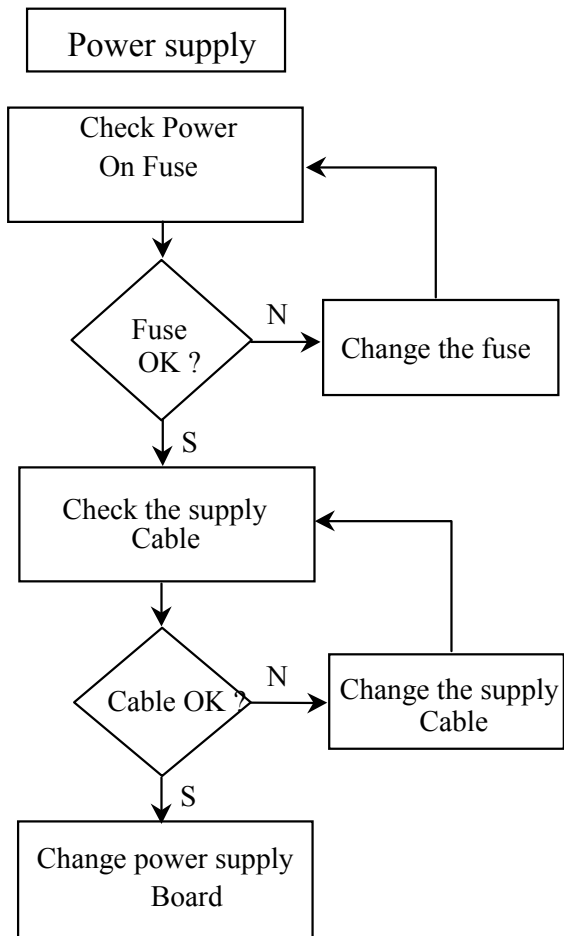 Power supply
Check Power
On Fuse
Fuse
OK ?
N
Change the fuse
S
Check the supply
Cable
Cable OK ?
N
Change the supply
Cable
S
Change power supply
Board